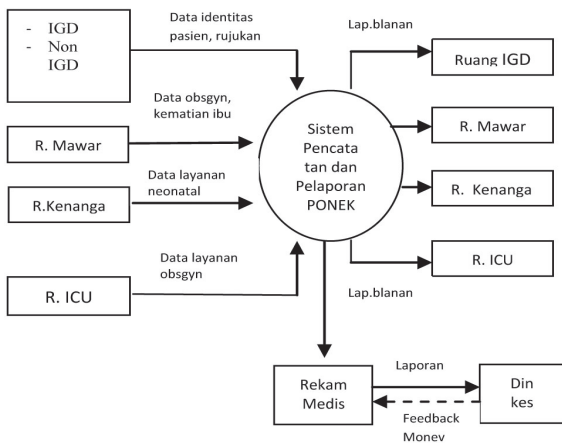 - IGD
- Non
IGD
Data identitas
pasien, rujukan
Lap.blanan
Ruang IGD
Data obsgyn,
kematian ibu
R. Mawar
R. Mawar
Sistem
Pencata
tan dan
Pelaporan
PONEK
Data layanan
neonatal
R.Kenanga
R. Kenanga
Data layanan
obsgyn
R. ICU
R. ICU
Lap.blanan
Rekam
Medis
Laporan
Din
kes
Feedback
Monev